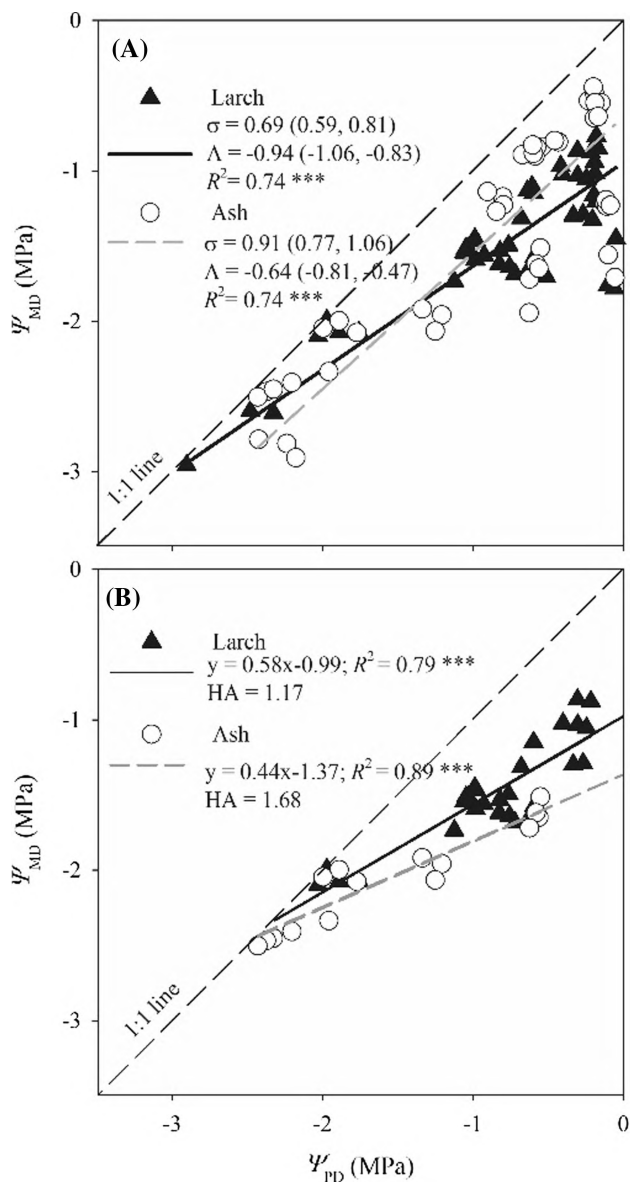 (A)
Larch
σ = 0.69 (0.59, 0.81)
Λ = -0.94 (-1.06, -0.83)
R² = 0.74 ***
Ash
σ = 0.91 (0.77, 1.06)
Λ = -0.64 (-0.81, -0.47)
R² = 0.74 ***
1:1 line
0
-1
-2
-3
Ψ_MD (MPa)
(B)
Larch
y = 0.58x-0.99; R² = 0.79 ***
HA = 1.17
Ash
y = 0.44x-1.37; R² = 0.89 ***
HA = 1.68
1:1 line
0
-1
-2
-3
Ψ_MD (MPa)
-3 -2 -1 0
Ψ_PD (MPa)